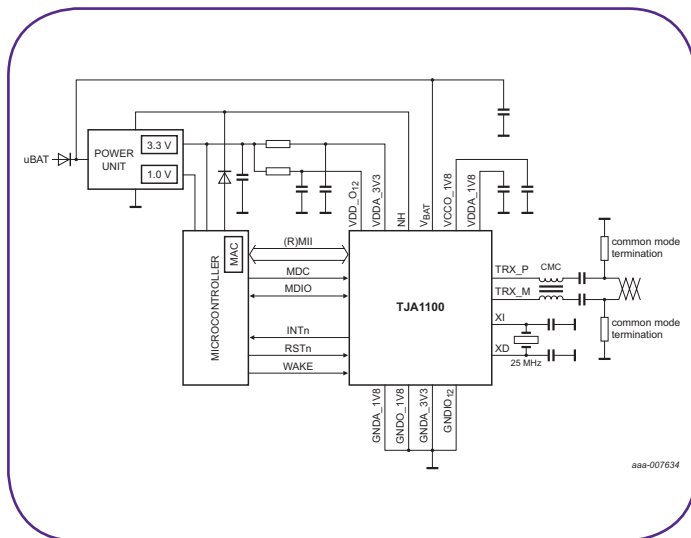 uBAT
POWER
UNIT
3.3 V
1.0 V
VDD_O12
VDDA_3V3
NH
VBAT
VCCO_1V8
VDDA_1V8
MICROCONTROLLER
MAC
(R)MII
MDC
MDIO
INTn
RSTn
WAKE
TJA1100
TRX_P
TRX_M
XI
XD
CMC
25 MHz
common mode
termination
common mode
termination
GNDA_1V8
GNDO_1V8
GNDA_3V3
GNDIO12
aaa-007634